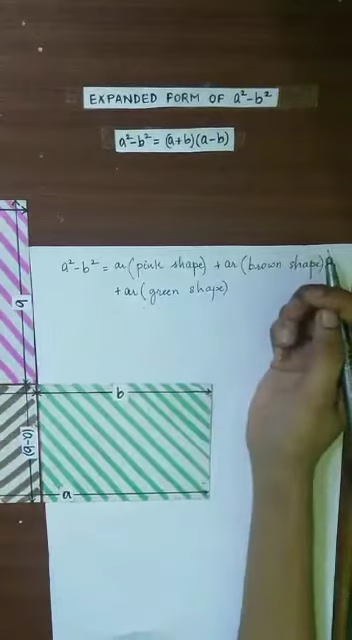 EXPANDED FORM OF a²-b²
a²-b² = (a+b)(a-b)
a²-b² = ar(pink shape) + ar(brown shape)
+ ar(green shape)
b
b
(a-b)
a